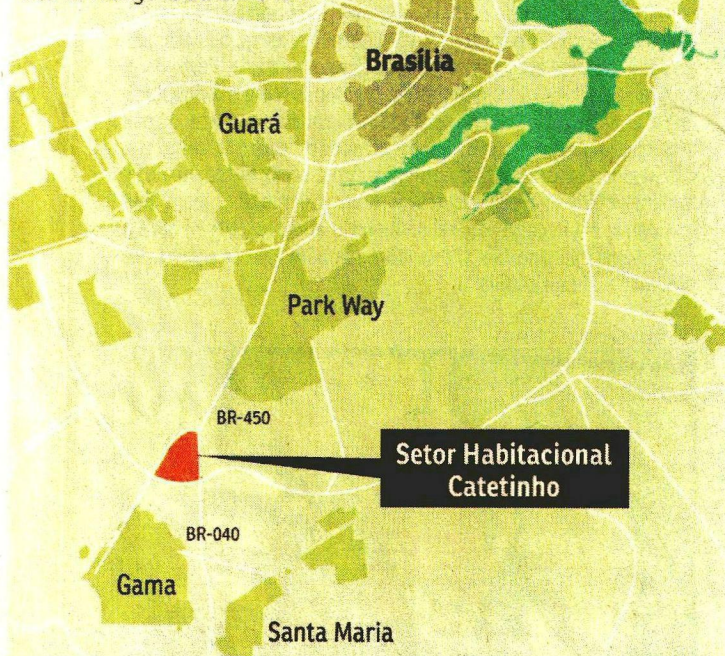 Brasília
Guará
Park Way
BR-450
Setor Habitacional
Catetinho
BR-040
Gama
Santa Maria